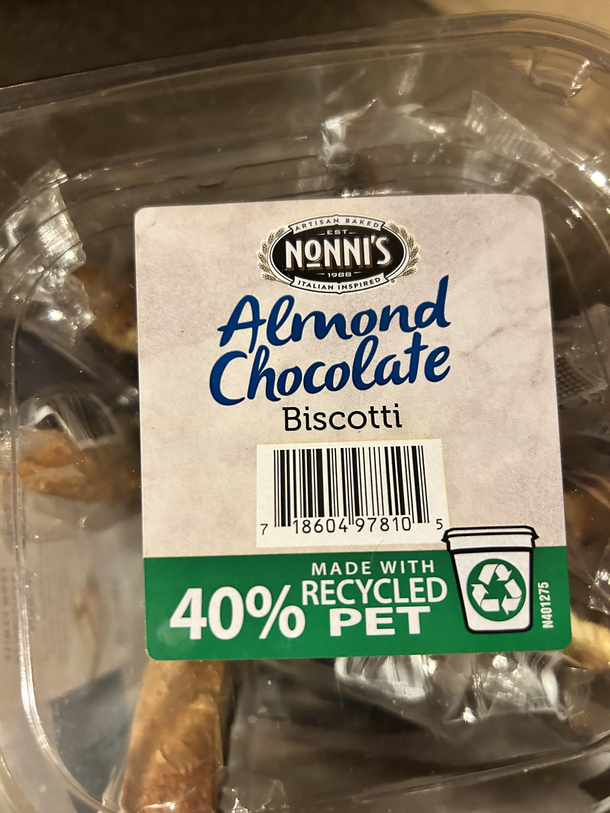 ARTISAN BAKED
EST
NONNI'S
1988
ITALIAN INSPIRED
Almond
Chocolate
Biscotti
7 18604 97810 5
MADE WITH
40% RECYCLED
PET
N401275